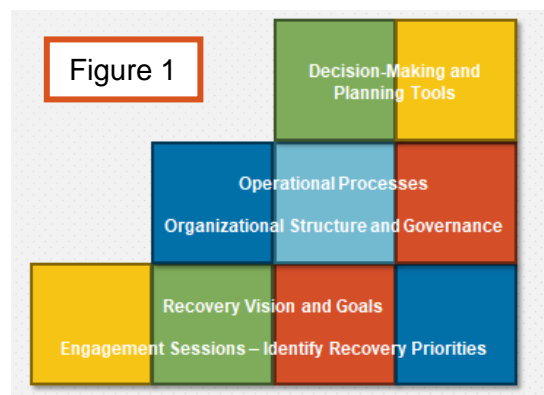 Figure 1
Decision-Making and
Planning Tools
Operational Processes
Organizational Structure and Governance
Recovery Vision and Goals
Engagement Sessions – Identify Recovery Priorities